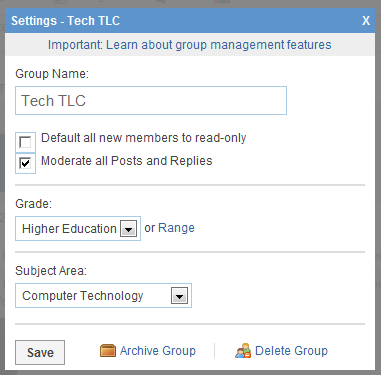 Settings - Tech TLC X
Important: Learn about group management features
Group Name:
Tech TLC
Default all new members to read-only
Moderate all Posts and Replies
Grade:
Higher Education or Range
Subject Area:
Computer Technology
Save Archive Group Delete Group